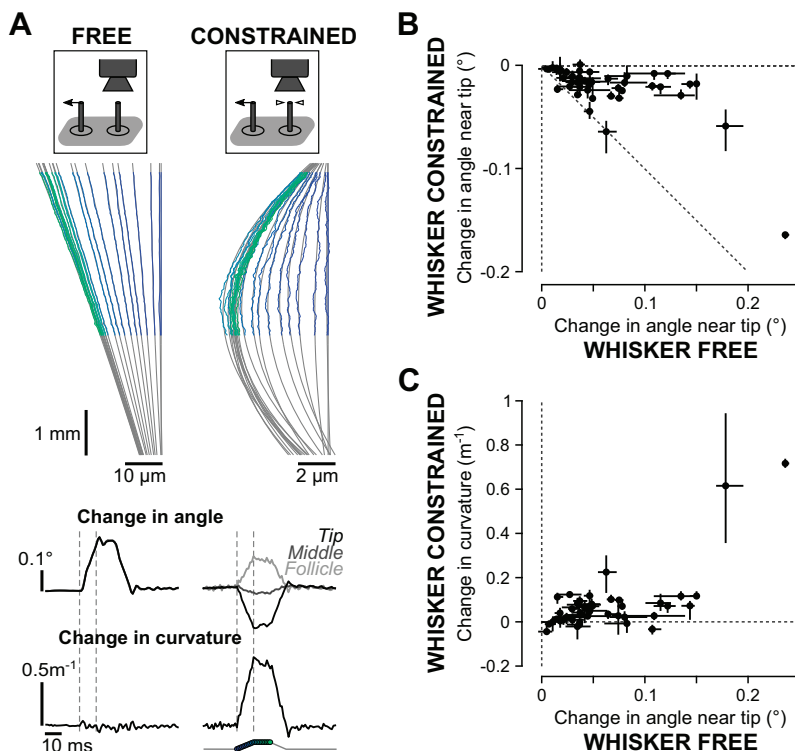 A
FREE
CONSTRAINED
1 mm
10 µm
2 µm
Change in angle
0.1°
Tip
Middle
Follicle
Change in curvature
0.5m-1
10 ms
B
WHISKER CONSTRAINED
Change in angle near tip (°)
0
-0.1
-0.2
0
0.1
0.2
Change in angle near tip (°)
WHISKER FREE
C
WHISKER CONSTRAINED
Change in curvature (m-1)
1
0.8
0.6
0.4
0.2
0
-0.2
0
0.1
0.2
Change in angle near tip (°)
WHISKER FREE